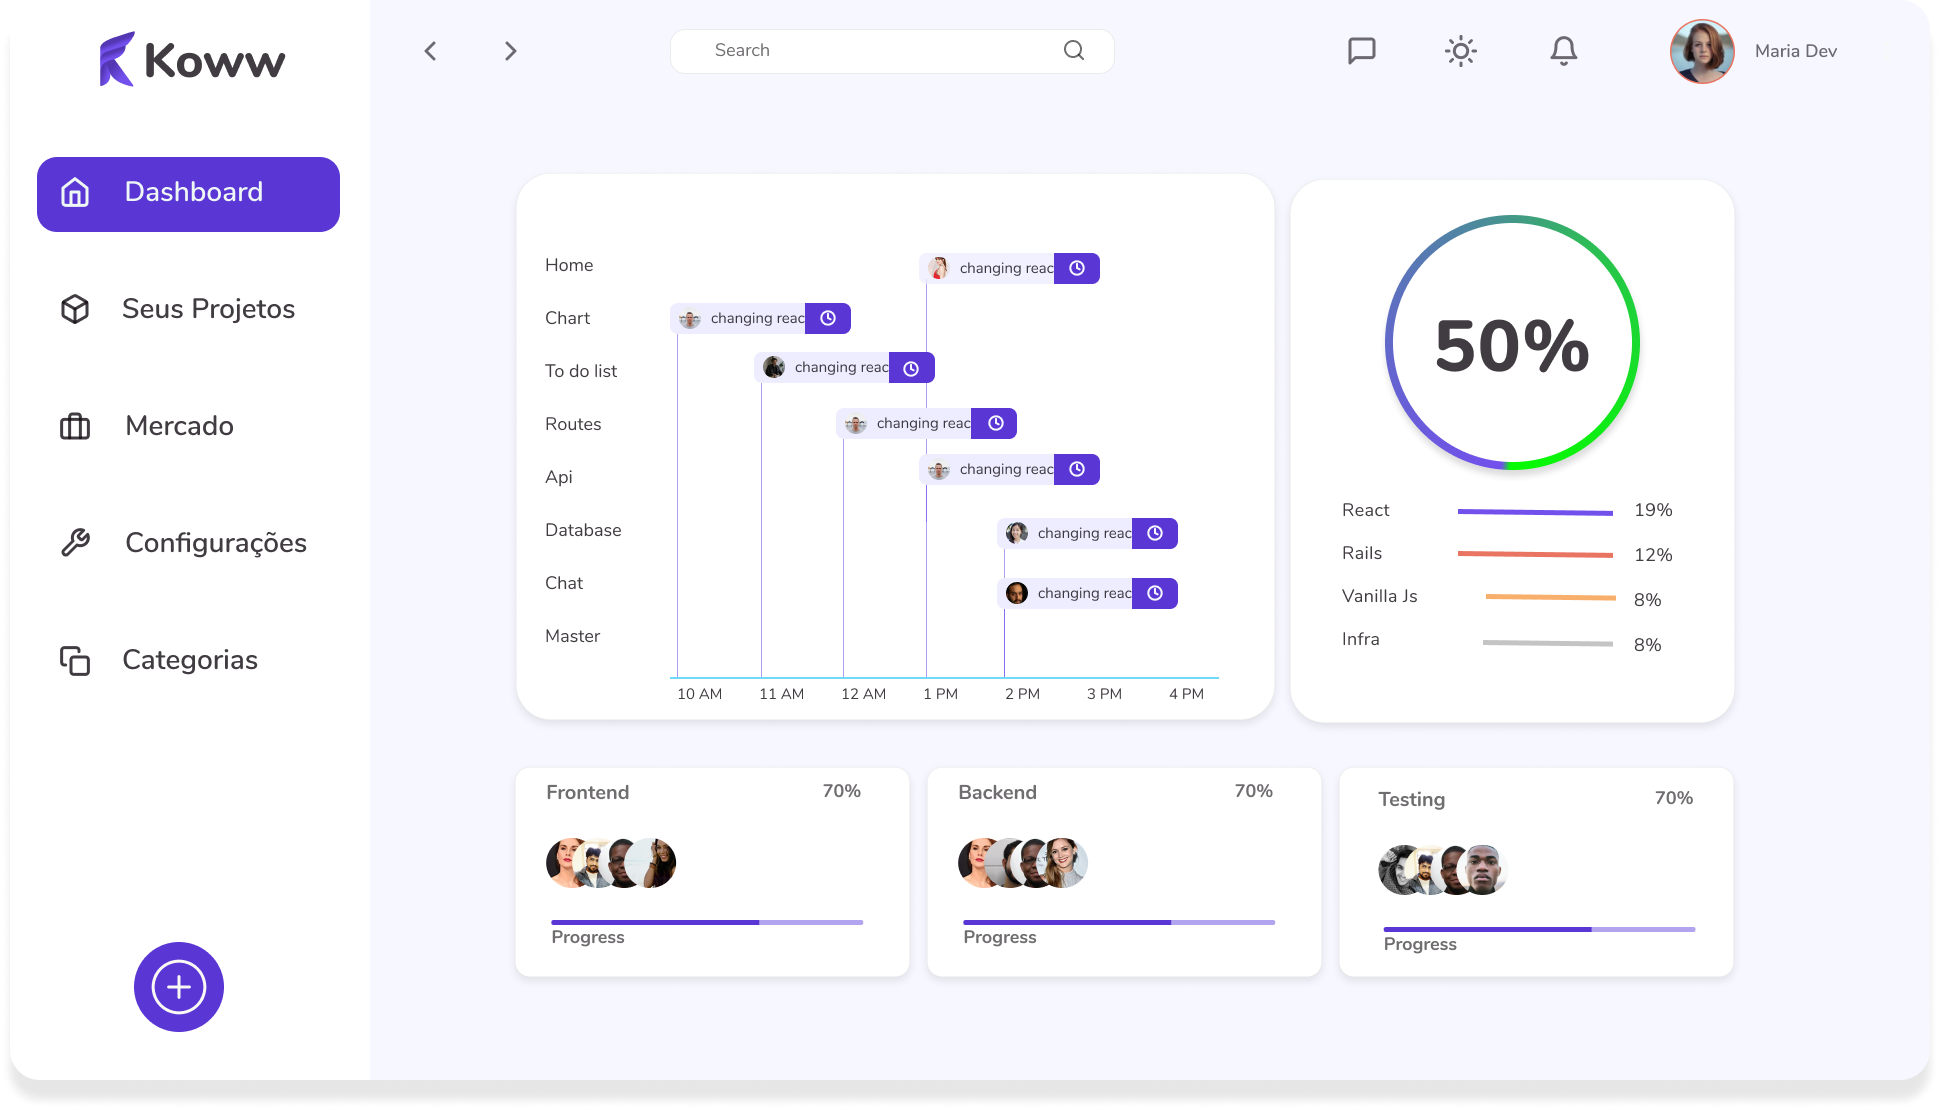 Koww
Search
Maria Dev
Dashboard
Seus Projetos
Mercado
Configurações
Categorias
Home
changing reac
Chart
changing reac
To do list
changing reac
Routes
changing reac
Api
changing reac
Database
changing reac
Chat
changing reac
Master
10 AM 11 AM 12 AM 1 PM 2 PM 3 PM 4 PM
50%
React 19%
Rails 12%
Vanilla Js 8%
Infra 8%
Frontend 70%
Progress
Backend 70%
Progress
Testing 70%
Progress